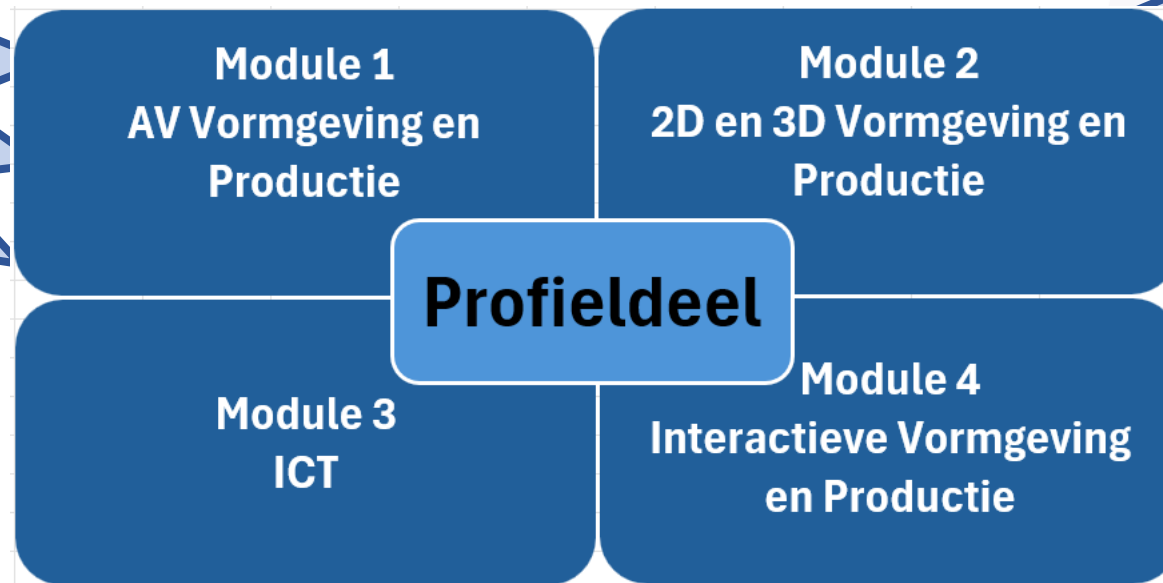 Module 1
AV Vormgeving en
Productie
Module 2
2D en 3D Vormgeving en
Productie
Profieldeel
Module 3
ICT
Module 4
Interactieve Vormgeving
en Productie